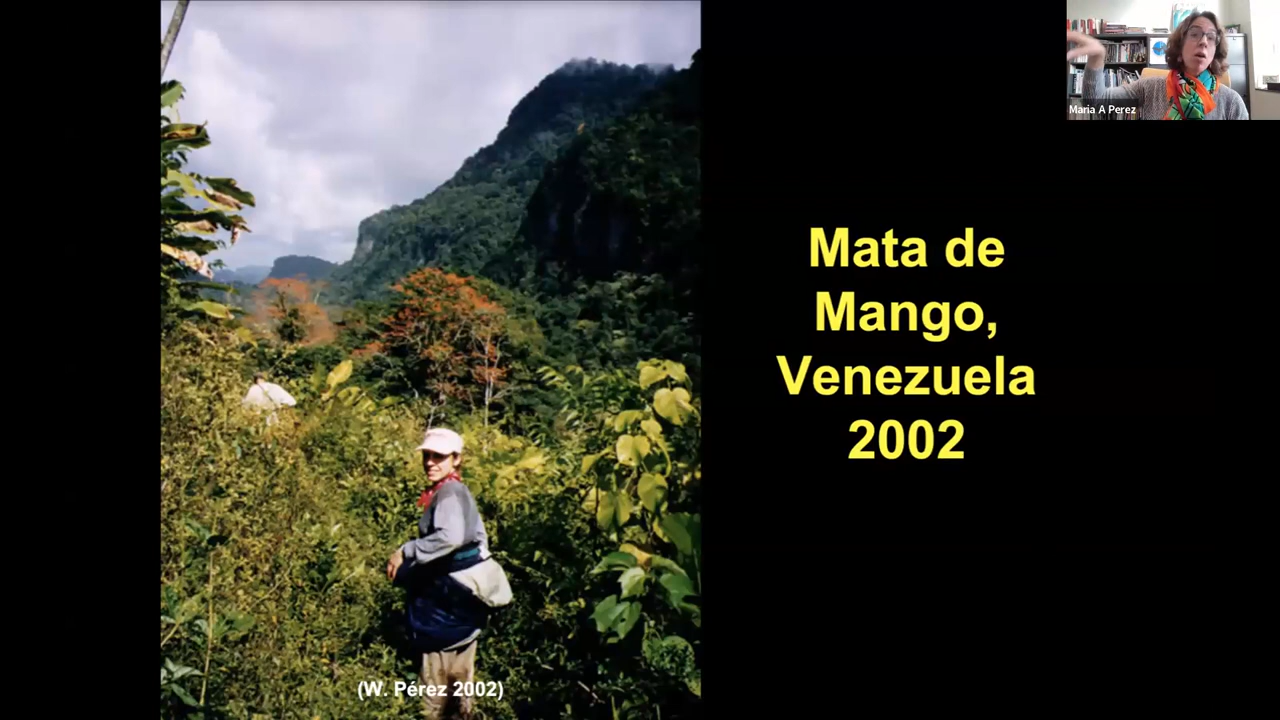 Maria A Perez
Mata de
Mango,
Venezuela
2002
(W. Pérez 2002)